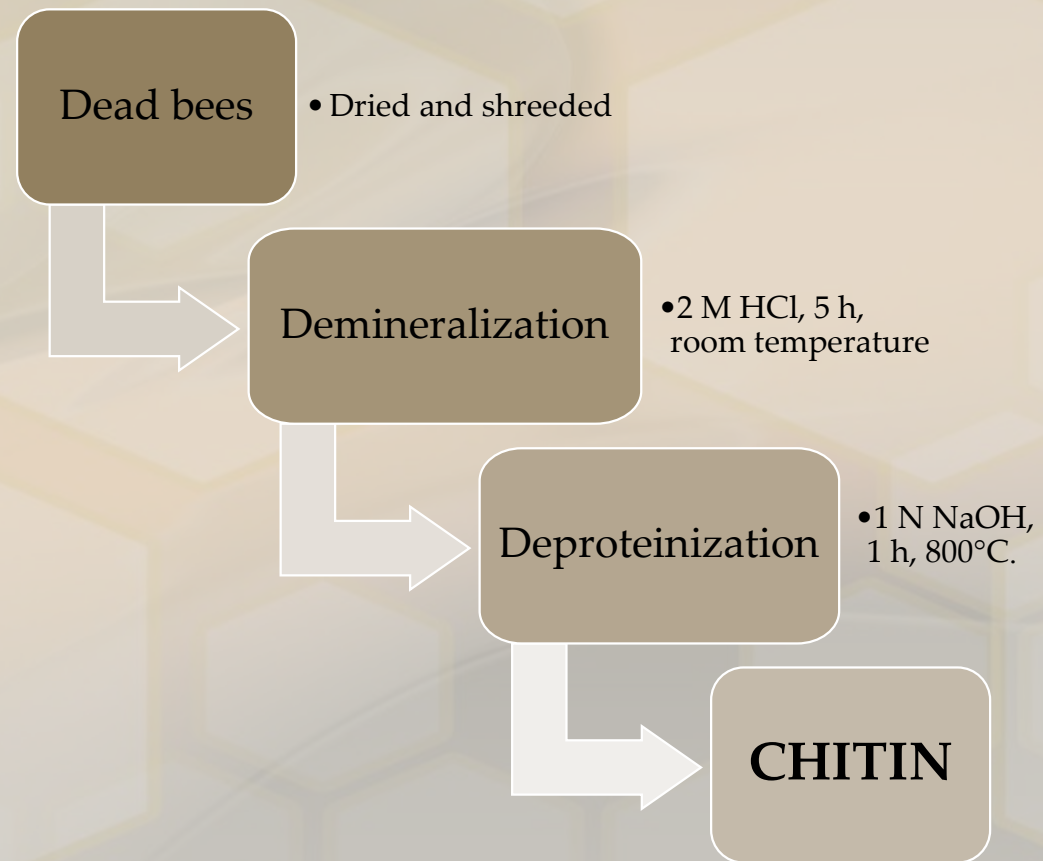 Dead bees
• Dried and shreeded
Demineralization
•2 M HCl, 5 h,
room temperature
Deproteinization
•1 N NaOH,
1 h, 800°C.
CHITIN